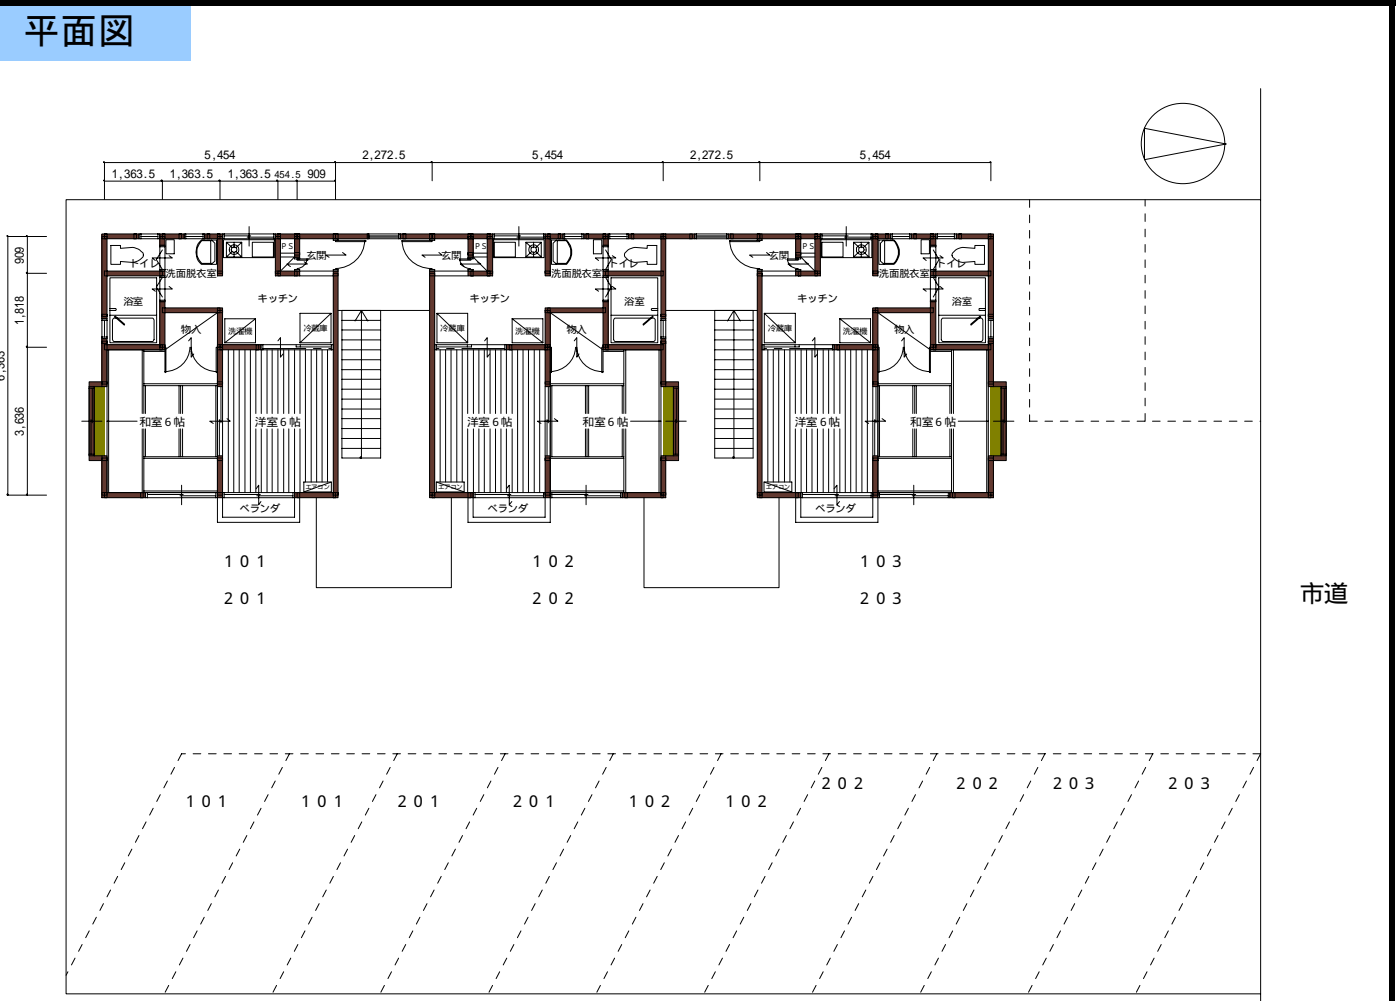 平面図
5,454 2,272.5 5,454 2,272.5 5,454
1,363.5 1,363.5 1,363.5 454.5 909
909
1,818
3,636
6,363
トイレ 洗面脱衣室 PS 玄関 玄関 PS 洗面脱衣室 トイレ 玄関 PS 洗面脱衣室 トイレ
浴室 キッチン キッチン 浴室 キッチン 浴室
物入 洗濯機 冷蔵庫 冷蔵庫 洗濯機 物入 冷蔵庫 洗濯機 物入
和室6帖 洋室6帖 洋室6帖 和室6帖 洋室6帖 和室6帖
エアコン エアコン エアコン
ベランダ ベランダ ベランダ
101 102 103
201 202 203
市道
101 101 201 201 102 102 202 202 203 203